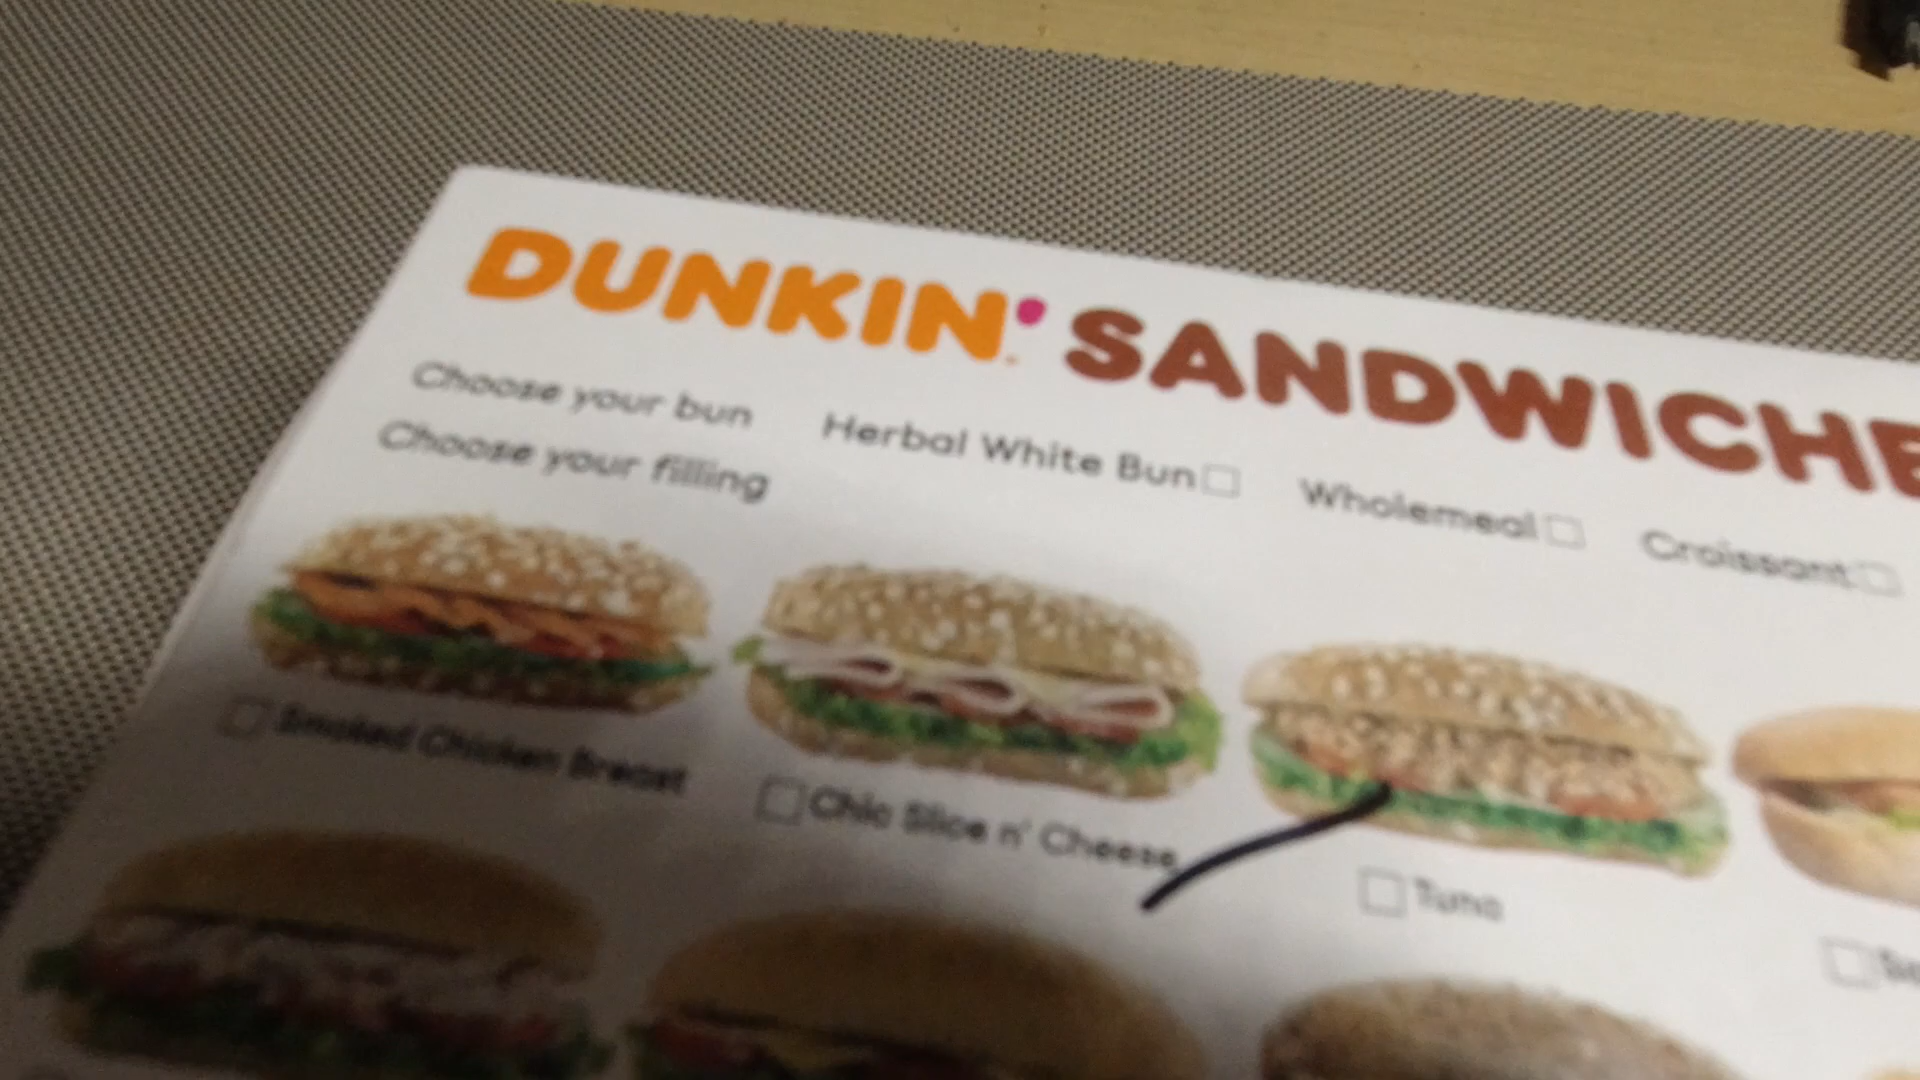 DUNKIN' SANDWICHE
Choose your bun Herbal White Bun Wholemeal Croissant
Choose your filling
Smoked Chicken Breast
Chic Slice n' Cheese
Tuna